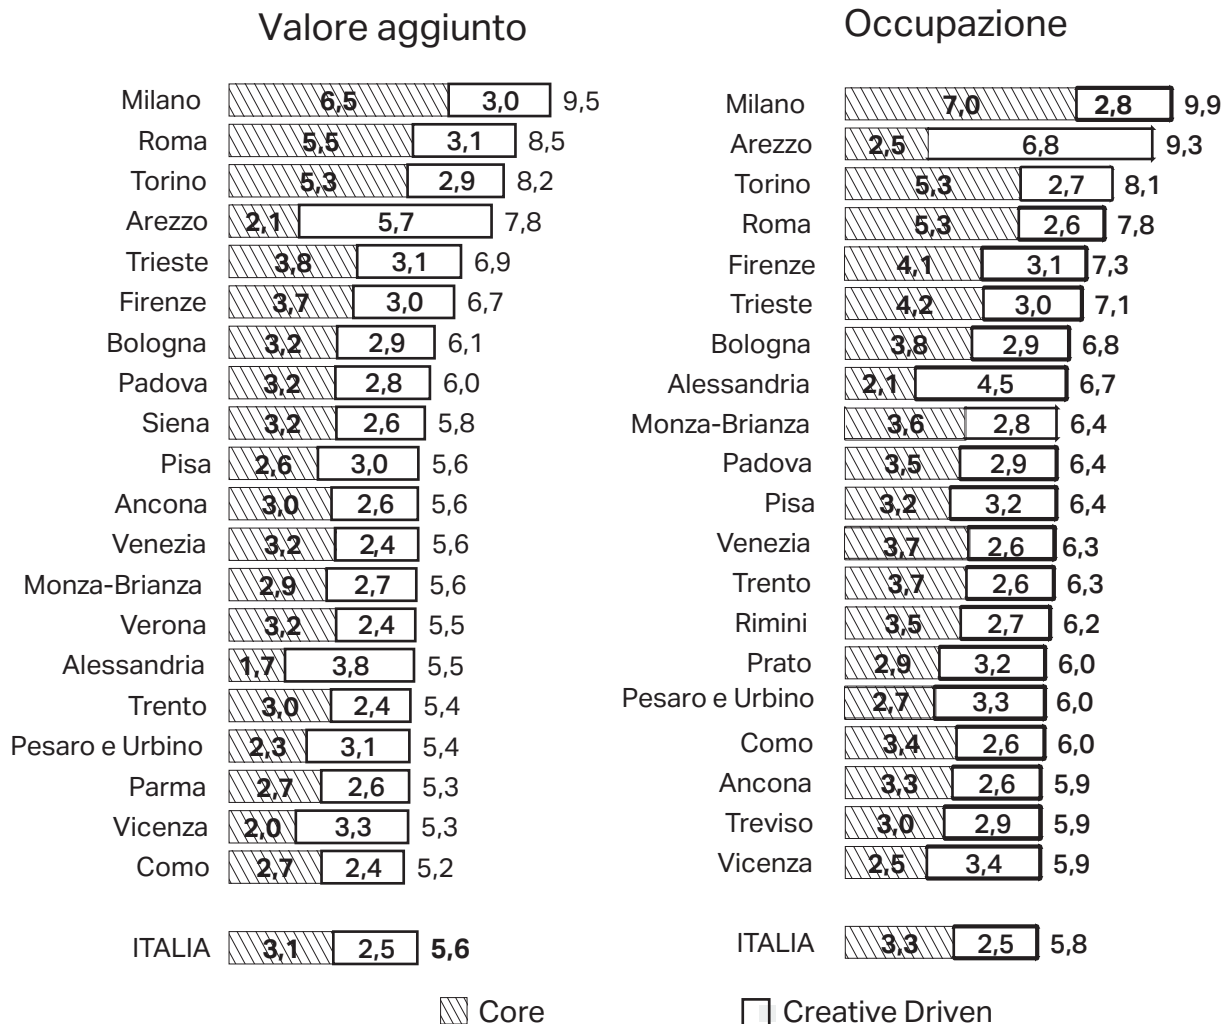 Valore aggiunto
Milano 6,5 3,0 9,5
Roma 5,5 3,1 8,5
Torino 5,3 2,9 8,2
Arezzo 2,1 5,7 7,8
Trieste 3,8 3,1 6,9
Firenze 3,7 3,0 6,7
Bologna 3,2 2,9 6,1
Padova 3,2 2,8 6,0
Siena 3,2 2,6 5,8
Pisa 2,6 3,0 5,6
Ancona 3,0 2,6 5,6
Venezia 3,2 2,4 5,6
Monza-Brianza 2,9 2,7 5,6
Verona 3,2 2,4 5,5
Alessandria 1,7 3,8 5,5
Trento 3,0 2,4 5,4
Pesaro e Urbino 2,3 3,1 5,4
Parma 2,7 2,6 5,3
Vicenza 2,0 3,3 5,3
Como 2,7 2,4 5,2
ITALIA 3,1 2,5 5,6
Occupazione
Milano 7,0 2,8 9,9
Arezzo 2,5 6,8 9,3
Torino 5,3 2,7 8,1
Roma 5,3 2,6 7,8
Firenze 4,1 3,1 7,3
Trieste 4,2 3,0 7,1
Bologna 3,8 2,9 6,8
Alessandria 2,1 4,5 6,7
Monza-Brianza 3,6 2,8 6,4
Padova 3,5 2,9 6,4
Pisa 3,2 3,2 6,4
Venezia 3,7 2,6 6,3
Trento 3,7 2,6 6,3
Rimini 3,5 2,7 6,2
Prato 2,9 3,2 6,0
Pesaro e Urbino 2,7 3,3 6,0
Como 3,4 2,6 6,0
Ancona 3,3 2,6 5,9
Treviso 3,0 2,9 5,9
Vicenza 2,5 3,4 5,9
ITALIA 3,3 2,5 5,8
Core Creative Driven